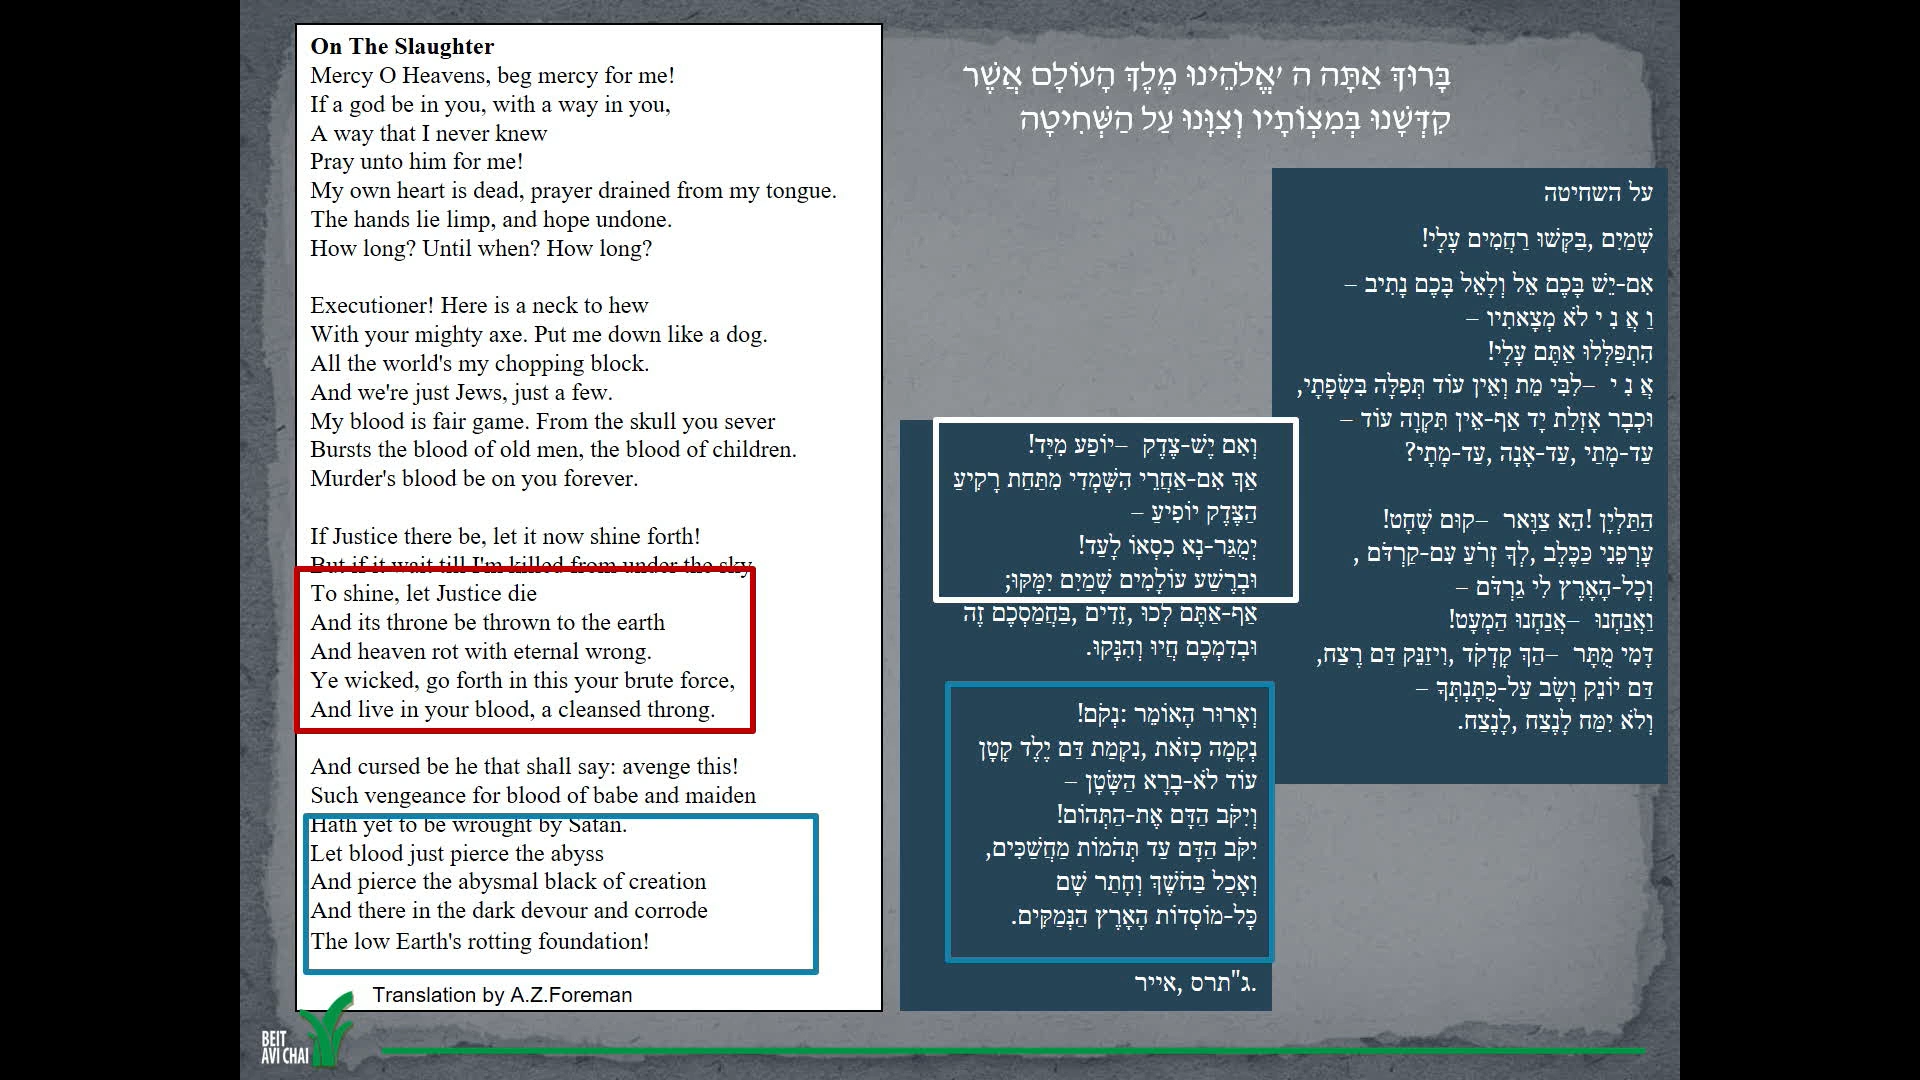 On The Slaughter
Mercy O Heavens, beg mercy for me!
If a god be in you, with a way in you,
A way that I never knew
Pray unto him for me!
My own heart is dead, prayer drained from my tongue.
The hands lie limp, and hope undone.
How long? Until when? How long?
Executioner! Here is a neck to hew
With your mighty axe. Put me down like a dog.
All the world's my chopping block.
And we're just Jews, just a few.
My blood is fair game. From the skull you sever
Bursts the blood of old men, the blood of children.
Murder's blood be on you forever.
If Justice there be, let it now shine forth!
But if it wait till I'm killed from under the sky
To shine, let Justice die
And its throne be thrown to the earth
And heaven rot with eternal wrong.
Ye wicked, go forth in this your brute force,
And live in your blood, a cleansed throng.
And cursed be he that shall say: avenge this!
Such vengeance for blood of babe and maiden
Hath yet to be wrought by Satan.
Let blood just pierce the abyss
And pierce the abysmal black of creation
And there in the dark devour and corrode
The low Earth's rotting foundation!
Translation by A.Z.Foreman
בָּרוּךְ אַתָּה ה 'אֱלֹהֵינוּ מֶלֶךְ הָעוֹלָם אֲשֶׁר
קִדְּשָׁנוּ בְּמִצְוֹתָיו וְצִוָּנוּ עַל הַשְּׁחִיטָה
על השחיטה
שָׁמַיִם ,בַּקְּשׁוּ רַחֲמִים עָלָי!
אִם-יֵשׁ בָּכֶם אֵל וְלָאֵל בָּכֶם נָתִיב –
וַ אֲ נִ י לֹא מְצָאתִיו –
הִתְפַּלְּלוּ אַתֶּם עָלָי!
אֲ נִ י –לִבִּי מֵת וְאֵין עוֹד תְּפִלָּה בִּשְׂפָתָי,
וּכְבָר אָזְלַת יָד אַף-אֵין תִּקְוָה עוֹד –
עַד-מָתַי ,עַד-אָנָה ,עַד-מָתָי?
הַתַּלְיָן !הֵא צַוָּאר –קוּם שְׁחָט!
עָרְפֵנִי כַּכֶּלֶב ,לְךָ זְרֹעַ עִם-קַרְדֹּם ,
וְכָל-הָאָרֶץ לִי גַרְדֹּם –
וַאֲנַחְנוּ –אֲנַחְנוּ הַמְעָט!
דָּמִי מֻתָּר –הַךְ קָדְקֹד ,וִיזַנֵּק דַּם רֶצַח,
דַּם יוֹנֵק וָשָׂב עַל-כֻּתָּנְתְּךָ –
וְלֹא יִמַּח לָנֶצַח ,לָנֶצַח.
וְאִם יֶשׁ-צֶדֶק –יוֹפַע מִיָּד!
אַךְ אִם-אַחֲרֵי הִשָּׁמְדִי מִתַּחַת רָקִיעַ
הַצֶּדֶק יוֹפִיעַ –
יְמֻגַּר-נָא כִסְאוֹ לָעַד!
וּבְרֶשַׁע עוֹלָמִים שָׁמַיִם יִמָּקּוּ;
אַף-אַתֶּם לְכוּ ,זֵדִים ,בַּחֲמַסְכֶם זֶה
וּבְדִמְכֶם חֲיוּ וְהִנָּקוּ.
וְאָרוּר הָאוֹמֵר :נְקֹם!
נְקָמָה כָזֹאת ,נִקְמַת דַּם יֶלֶד קָטָן
עוֹד לֹא-בָרָא הַשָּׂטָן –
וְיִקֹּב הַדָּם אֶת-הַתְּהוֹם!
יִקֹּב הַדָּם עַד תְּהֹמוֹת מַחֲשַׁכִּים,
וְאָכַל בַּחֹשֶׁךְ וְחָתַר שָׁם
כָּל-מוֹסְדוֹת הָאָרֶץ הַנְּמַקִּים.
.ג"תרס ,אייר
BEIT
AVI CHAI